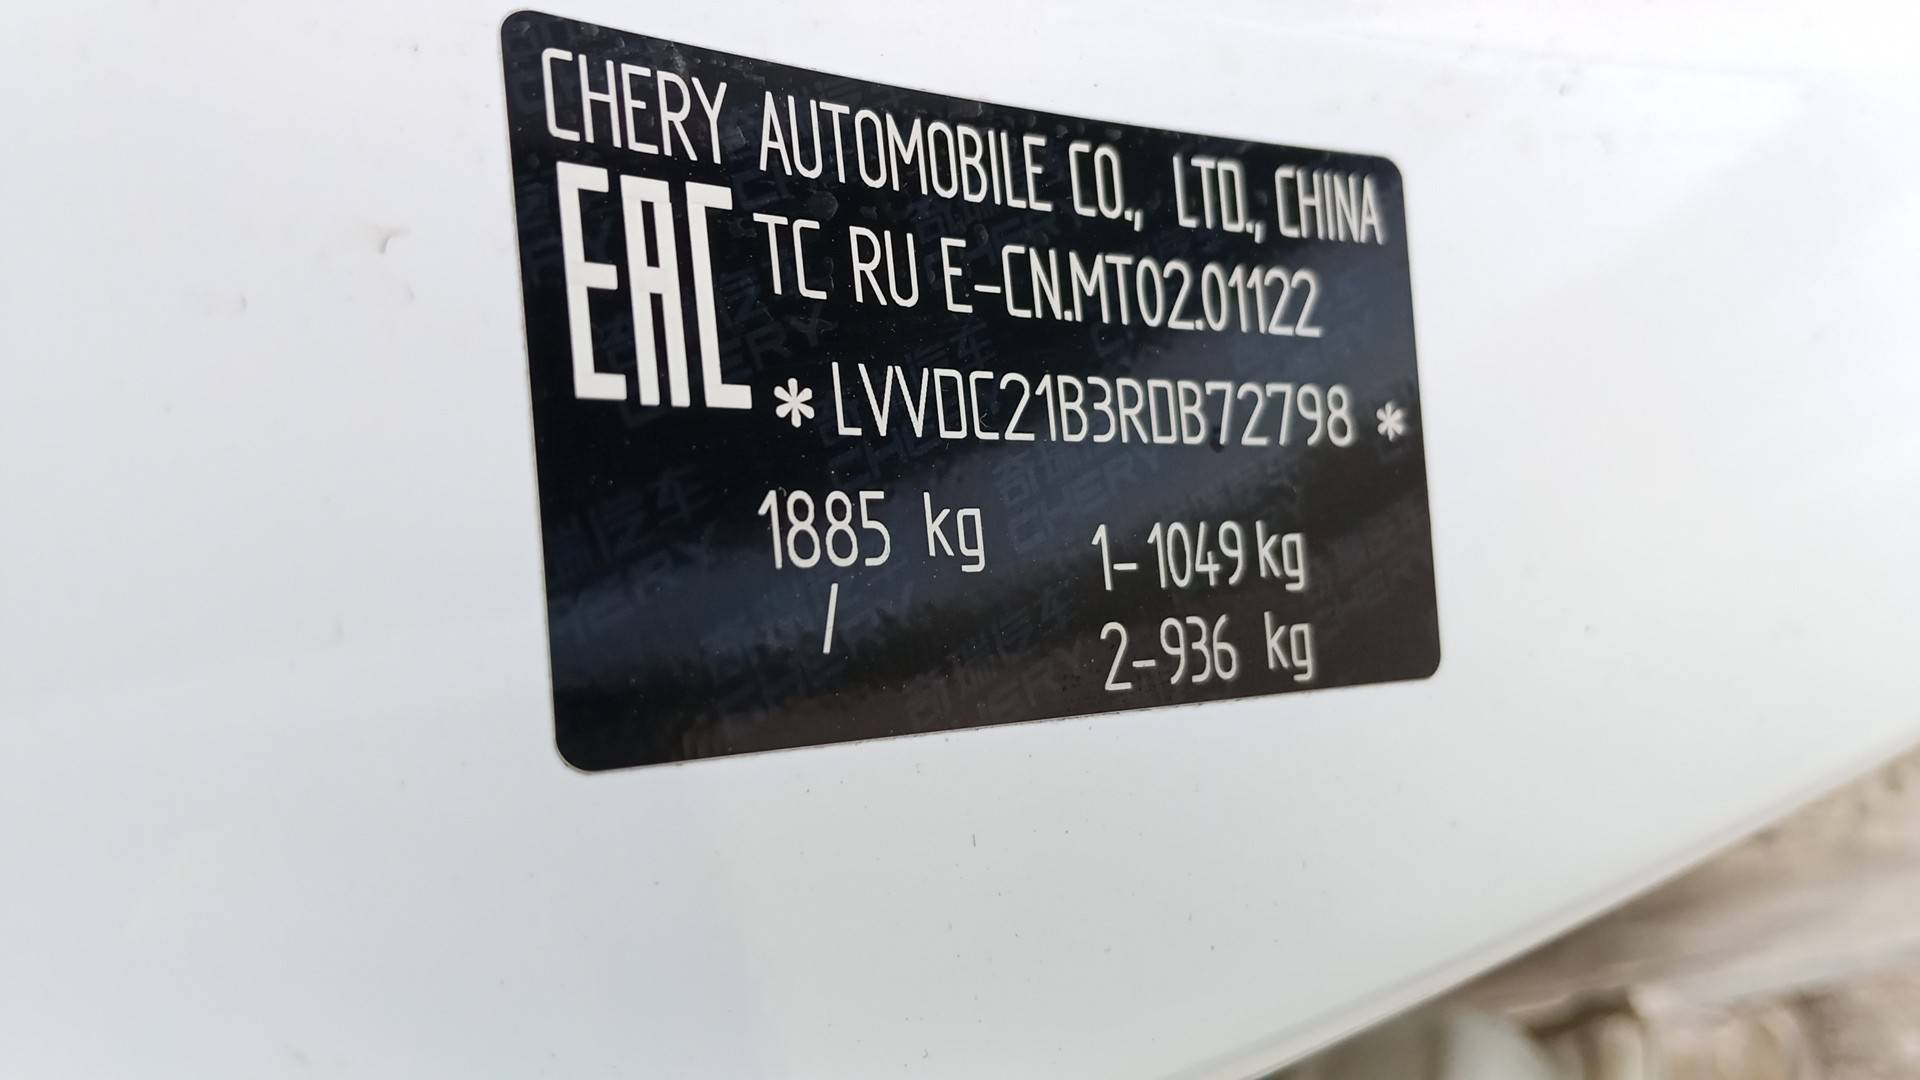 CHERY AUTOMOBILE CO., LTD., CHINA
EAC
TC RU E-CN.MT02.01122
*LVVDC21B3RDB72798*
1885 kg
1-1049 kg
/
2-936 kg